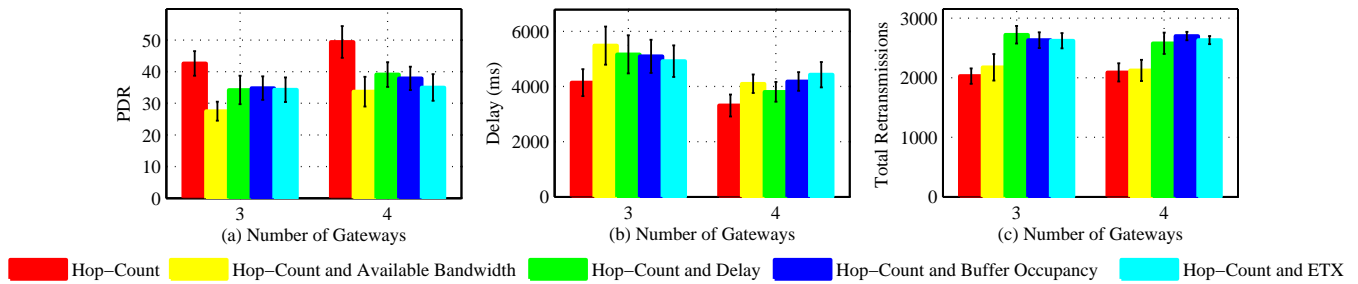 PDR
50
40
30
20
10
0
3
4
(a) Number of Gateways
Delay (ms)
6000
4000
2000
0
3
4
(b) Number of Gateways
Total Retransmissions
3000
2000
1000
0
3
4
(c) Number of Gateways
Hop−Count
Hop−Count and Available Bandwidth
Hop−Count and Delay
Hop−Count and Buffer Occupancy
Hop−Count and ETX